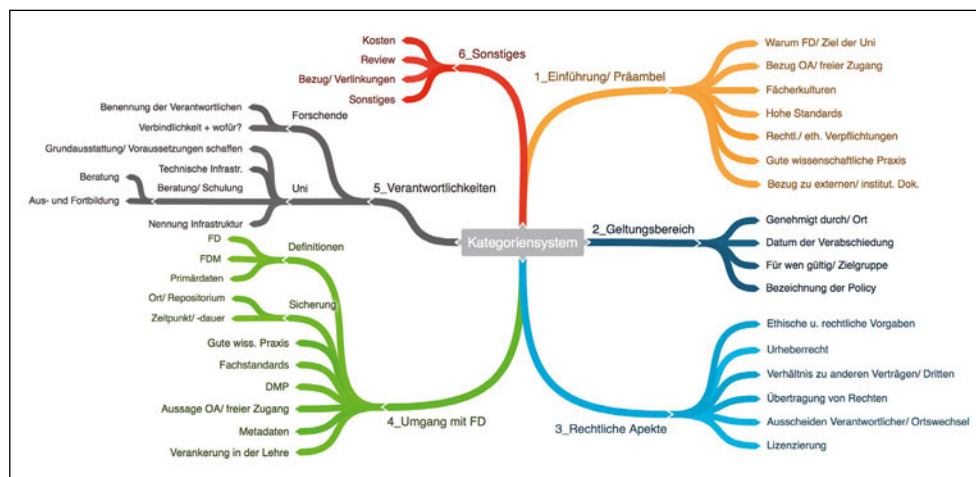 Kategoriensystem
1_Einführung/ Präambel
Warum FD/ Ziel der Uni
Bezug OA/ freier Zugang
Fächerkulturen
Hohe Standards
Rechtl./ eth. Verpflichtungen
Gute wissenschaftliche Praxis
Bezug zu externen/ institut. Dok.
2_Geltungsbereich
Genehmigt durch/ Ort
Datum der Verabschiedung
Für wen gültig/ Zielgruppe
Bezeichnung der Policy
3_Rechtliche Apekte
Ethische u. rechtliche Vorgaben
Urheberrecht
Verhältnis zu anderen Verträgen/ Dritten
Übertragung von Rechten
Ausscheiden Verantwortlicher/ Ortswechsel
Lizenzierung
4_Umgang mit FD
Definitionen
FD
FDM
Primärdaten
Sicherung
Ort/ Repositorium
Zeitpunkt/ -dauer
Gute wiss. Praxis
Fachstandards
DMP
Aussage OA/ freier Zugang
Metadaten
Verankerung in der Lehre
5_Verantwortlichkeiten
Forschende
Benennung der Verantwortlichen
Verbindlichkeit + wofür?
Uni
Grundausstattung/ Voraussetzungen schaffen
Technische Infrastr.
Beratung/ Schulung
Beratung
Aus- und Fortbildung
Nennung Infrastruktur
6_Sonstiges
Kosten
Review
Bezug/ Verlinkungen
Sonstiges